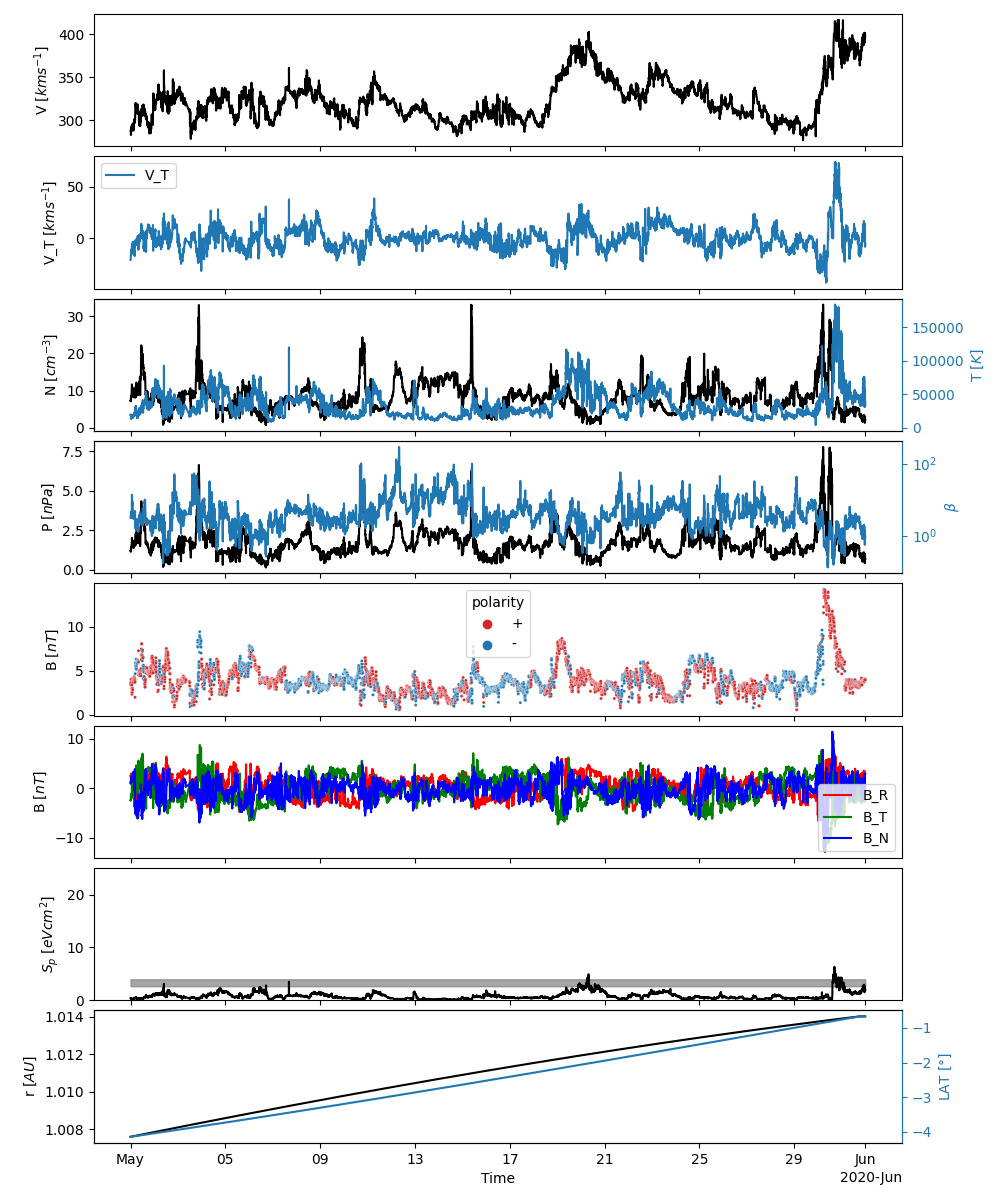 400
350
300
V [kms⁻¹]
50
0
V_T [kms⁻¹]
V_T
30
20
10
0
N [cm⁻³]
150000
100000
50000
0
T [K]
7.5
5.0
2.5
0.0
P [nPa]
10²
10⁰
β
10
5
0
B [nT]
polarity
+
-
10
0
−10
B [nT]
B_R
B_T
B_N
20
10
0
Sₚ [eVcm²]
1.014
1.012
1.010
1.008
r [AU]
−1
−2
−3
−4
LAT [°]
May 05 09 13 17 21 25 29 Jun
Time
2020-Jun